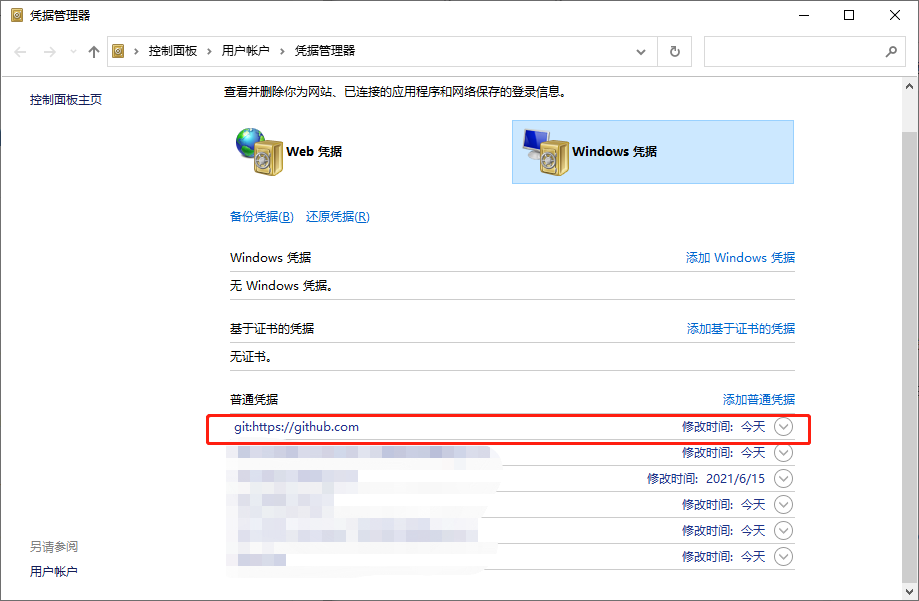 凭据管理器
控制面板 › 用户帐户 › 凭据管理器
控制面板主页
查看并删除你为网站、已连接的应用程序和网络保存的登录信息。
Web 凭据
Windows 凭据
备份凭据(B) 还原凭据(R)
Windows 凭据 添加 Windows 凭据
无 Windows 凭据。
基于证书的凭据 添加基于证书的凭据
无证书。
普通凭据 添加普通凭据
git:https://github.com 修改时间: 今天
修改时间: 今天
修改时间: 2021/6/15
修改时间: 今天
修改时间: 今天
修改时间: 今天
另请参阅
用户帐户